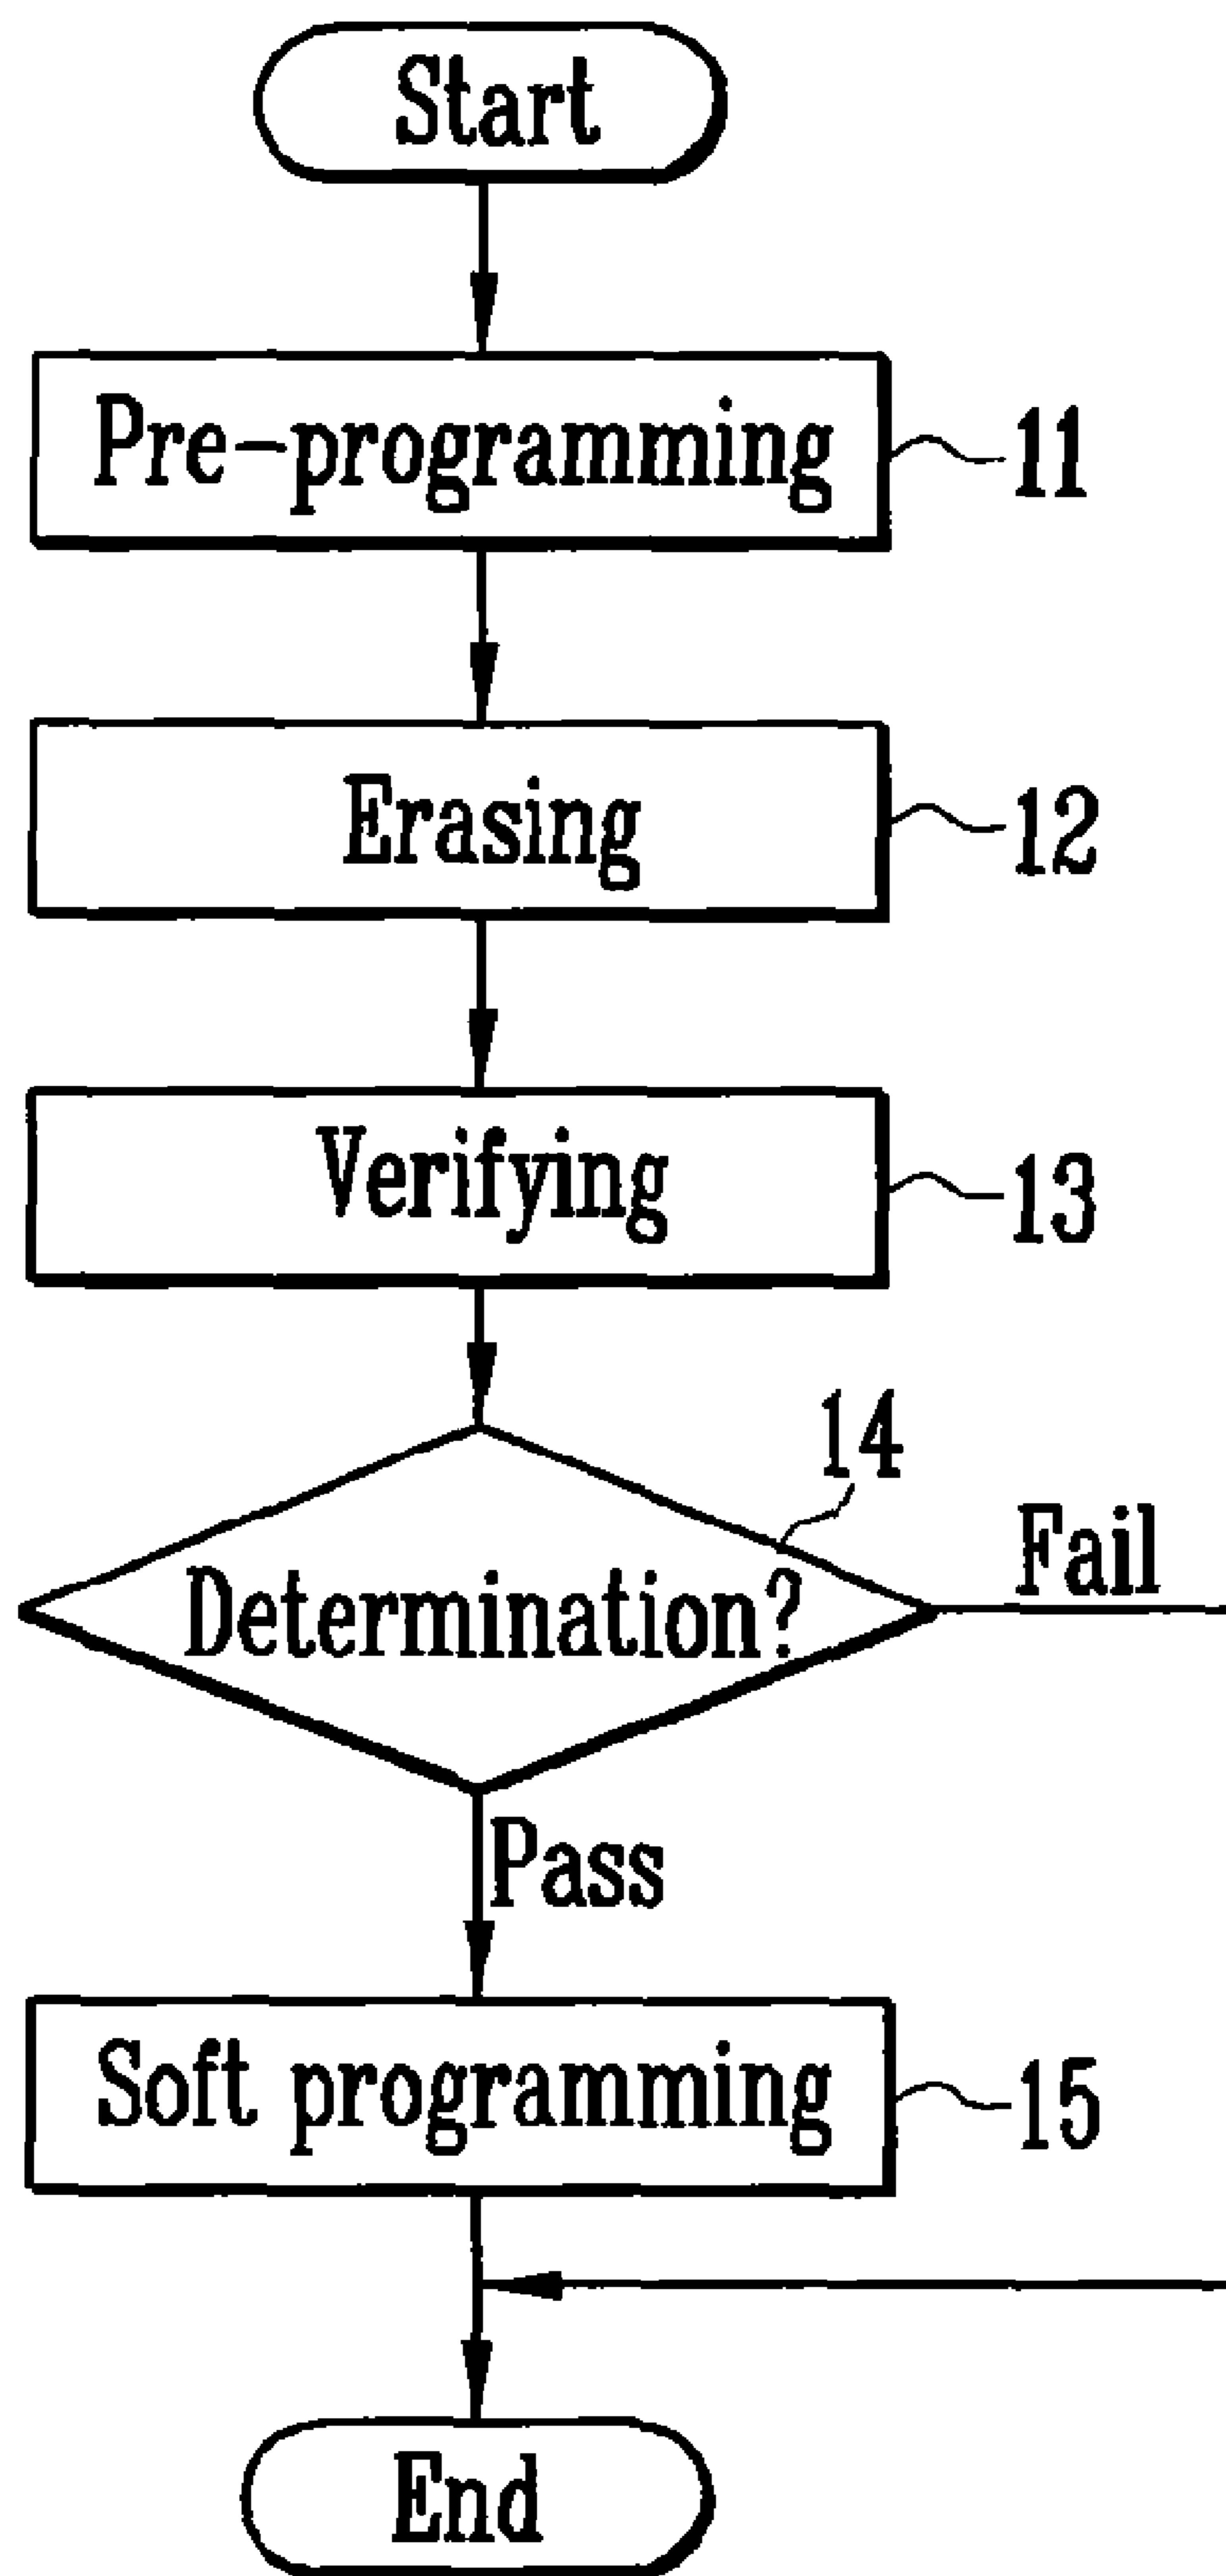 Start
Pre-programming
11
Erasing
12
Verifying
13
14
Fail
Determination?
Pass
Soft programming
15
End